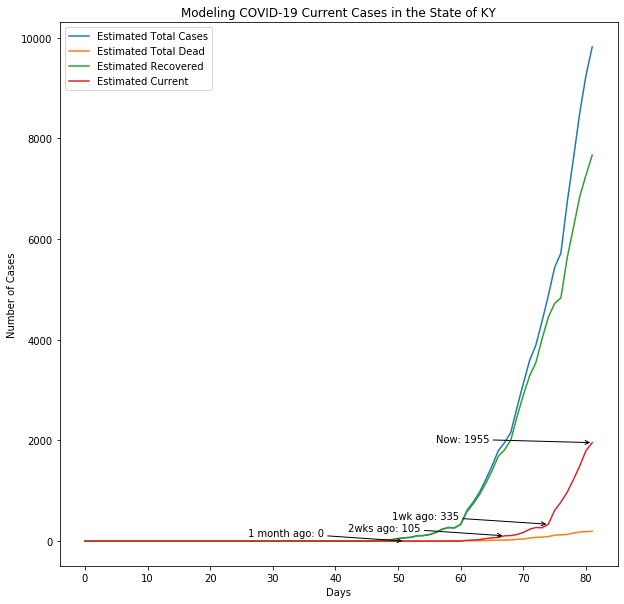 Modeling COVID-19 Current Cases in the State of KY
Estimated Total Cases
Estimated Total Dead
Estimated Recovered
Estimated Current
10000
8000
6000
4000
2000
0
Number of Cases
Now: 1955
1wk ago: 335
2wks ago: 105
1 month ago: 0
0 10 20 30 40 50 60 70 80
Days